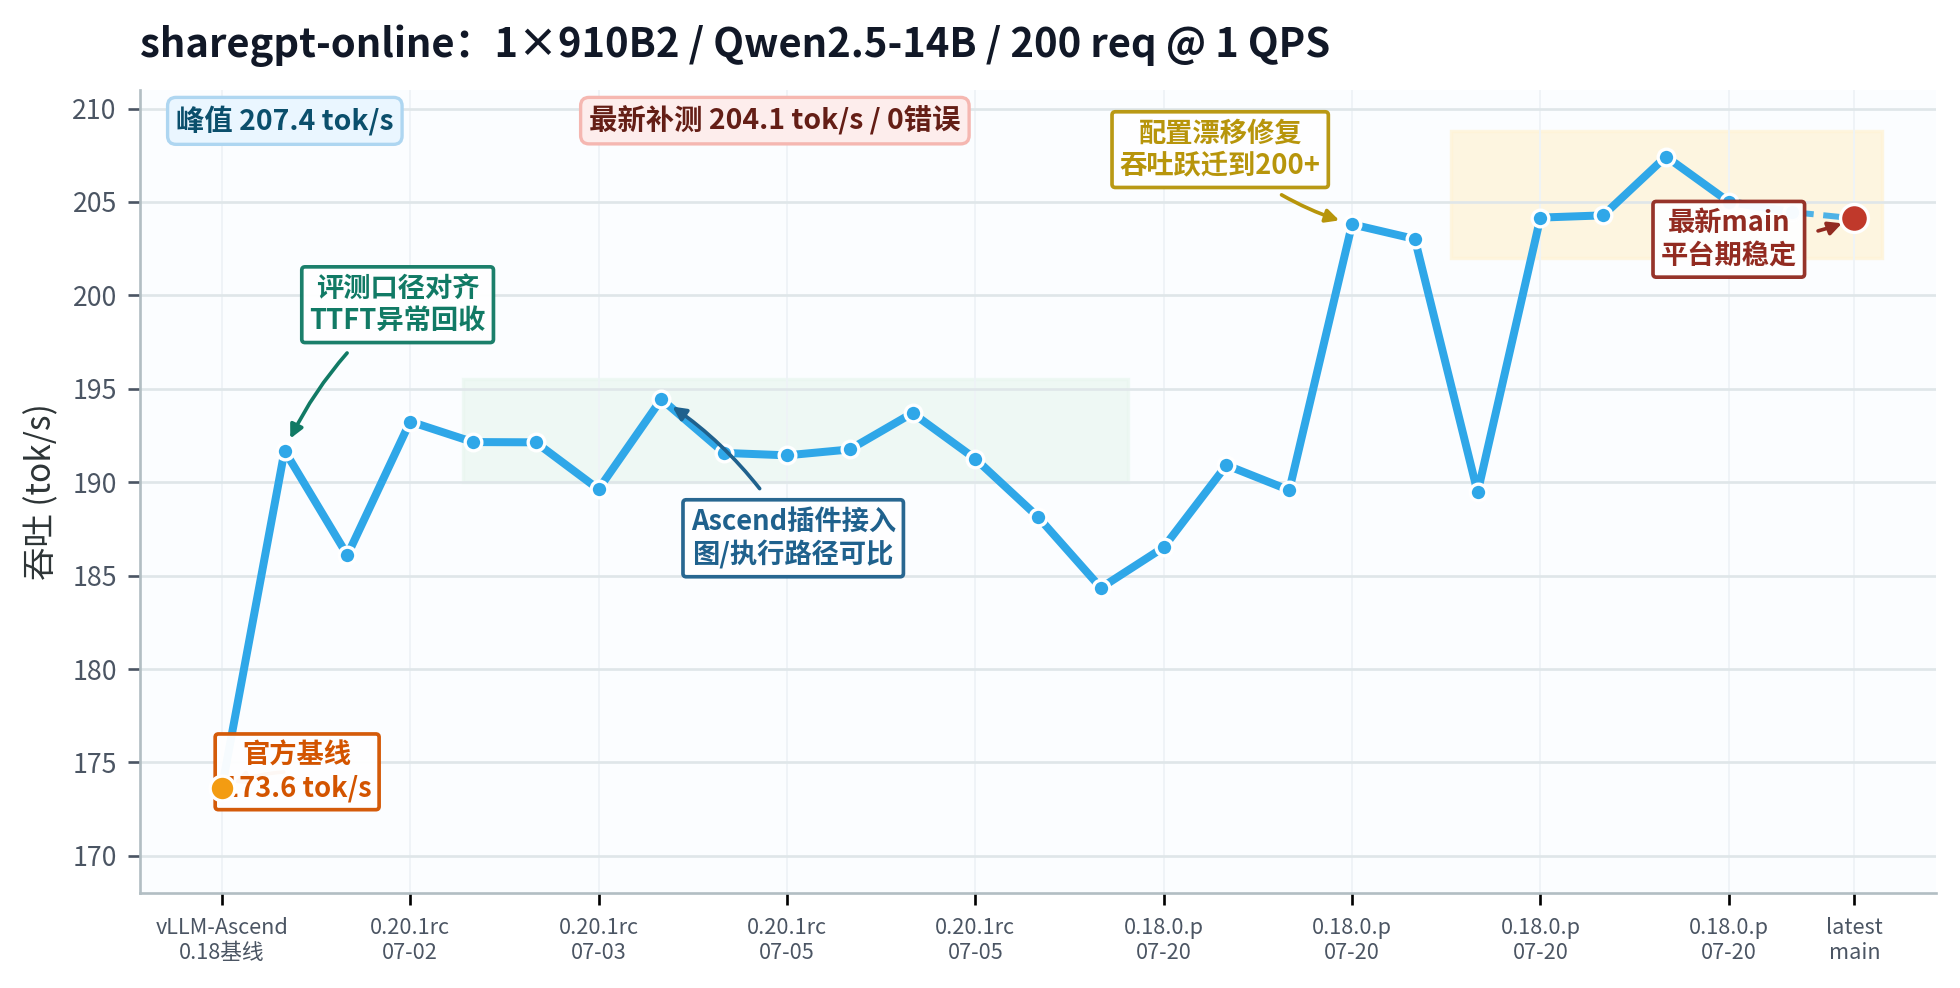 sharegpt-online：1×910B2 / Qwen2.5-14B / 200 req @ 1 QPS
峰值 207.4 tok/s
最新补测 204.1 tok/s / 0错误
配置漂移修复
吞吐跃迁到200+
最新main
平台期稳定
评测口径对齐
TTFT异常回收
Ascend插件接入
图/执行路径可比
官方基线
173.6 tok/s
吞吐 (tok/s)
210
205
200
195
190
185
180
175
170
vLLM-Ascend
0.18基线
0.20.1rc
07-02
0.20.1rc
07-03
0.20.1rc
07-05
0.20.1rc
07-05
0.18.0.p
07-20
0.18.0.p
07-20
0.18.0.p
07-20
0.18.0.p
07-20
latest
main